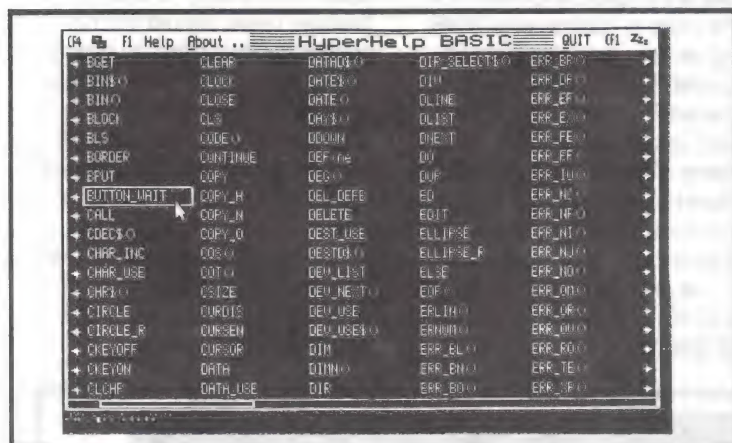 F4 F1 Help About .. HyperHelp BASIC QUIT F1 Zzz
BGET CLEAR DATAD$() DIR_SELECT$() ERR_BP()
BIN$() CLOCK DATE$() DIV ERR_DF()
BIN() CLOSE DATE() DLINE ERR_EF()
BLOCK CLS DAY$() DLIST ERR_EX()
BLS CODE() DDOWN DNEXT ERR_FE()
BORDER CONTINUE DEFine DO ERR_FF()
BPUT COPY DEG() DUP ERR_IU()
BUTTON_WAIT COPY_H DEL_DEFB ED ERR_NC()
CALL COPY_N DELETE EDIT ERR_NF()
CDEC$() COPY_O DEST_USE ELLIPSE ERR_NI()
CHAR_INC COS() DESTD$() ELLIPSE_R ERR_NJ()
CHAR_USE COT() DEV_LIST ELSE ERR_NO()
CHR$() CSIZE DEV_NEXT() EOF() ERR_OM()
CIRCLE CURDIS DEV_USE ERLIN() ERR_OR()
CIRCLE_R CURSEN DEV_USE$() ERNUM() ERR_OV()
CKEYOFF CURSOR DIM ERR_BL() ERR_RO()
CKEYON DATA DIMN() ERR_BN() ERR_TE()
CLCHP DATA_USE DIR ERR_BO() ERR_XP()